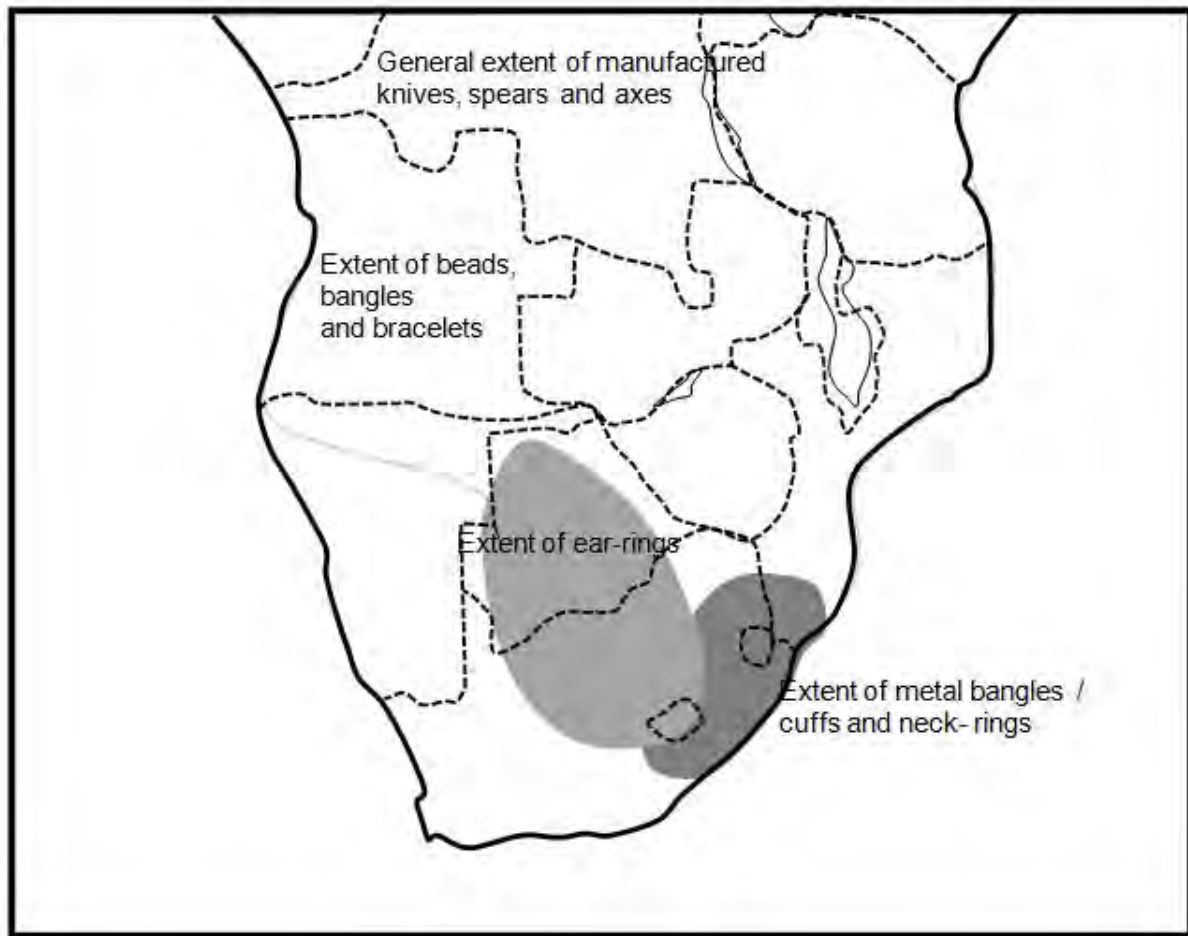 General extent of manufactured
knives, spears and axes
Extent of beads,
bangles
and bracelets
Extent of ear-rings
Extent of metal bangles /
cuffs and neck- rings